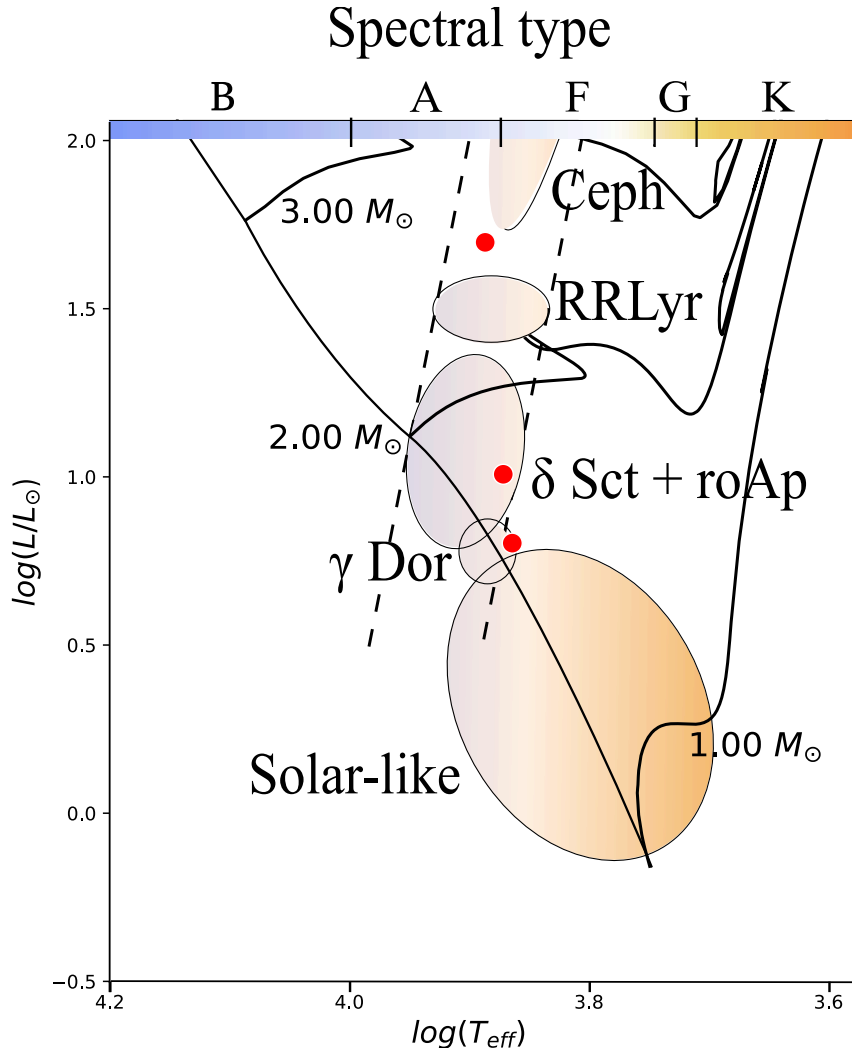 Spectral type
B A F G K
2.0
Ceph
3.00 M⊙
RRLyr
1.5
2.00 M⊙
1.0
δ Sct + roAp
γ Dor
log(L/L⊙)
0.5
1.00 M⊙
Solar-like
0.0
−0.5
4.2 4.0 3.8 3.6
log(Teff)